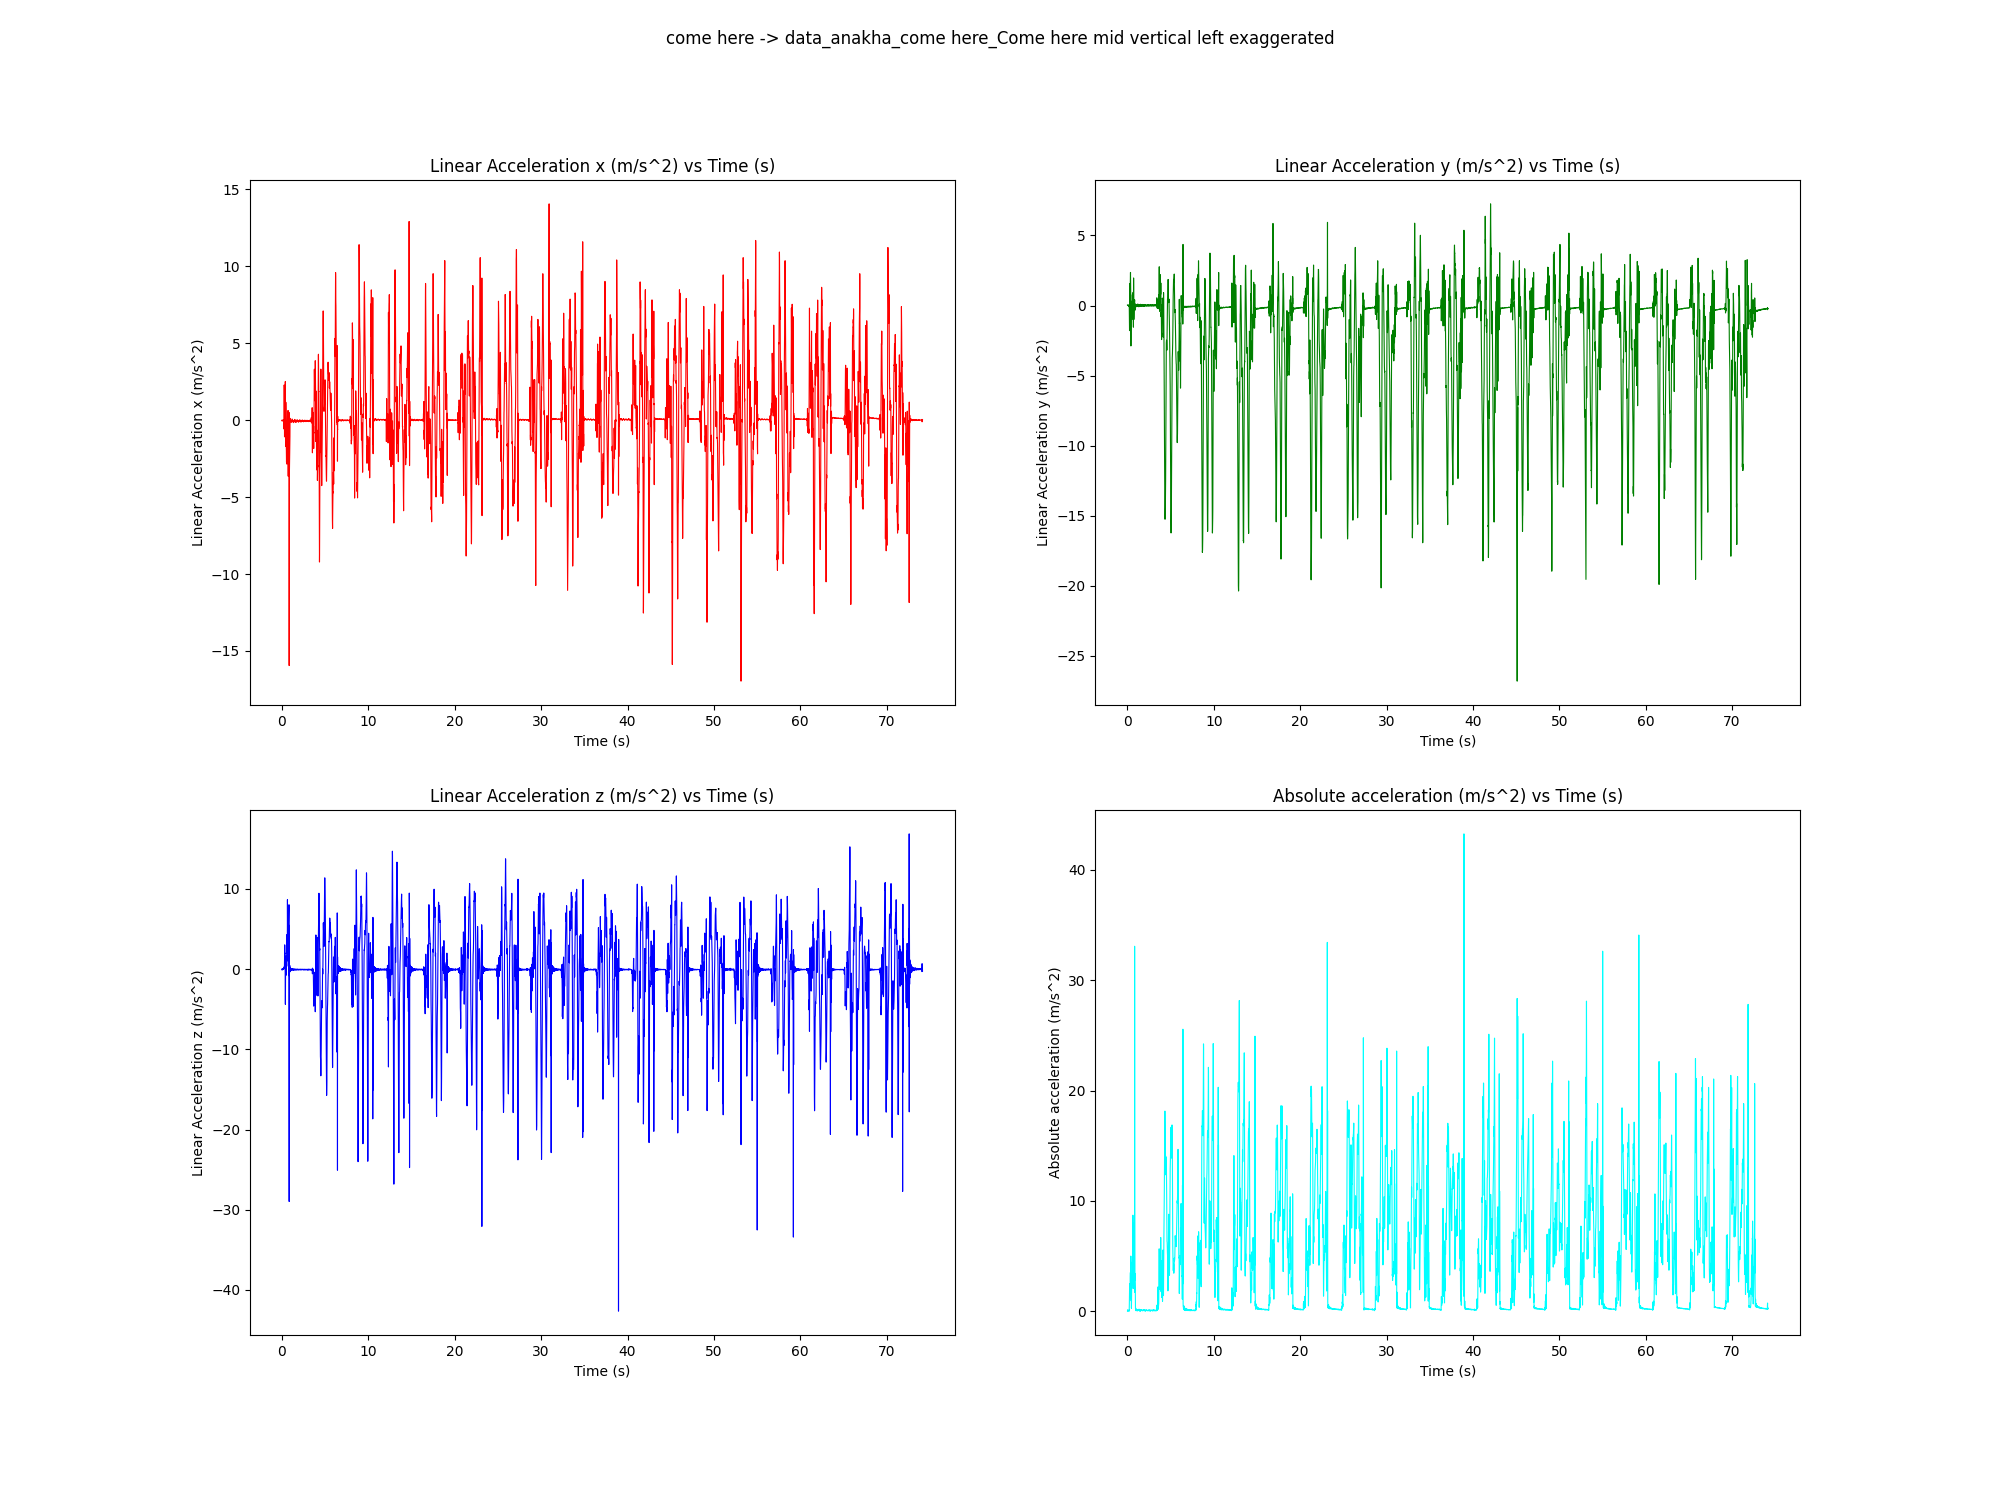 come here -> data_anakha_come here_Come here mid vertical left exaggerated
Linear Acceleration x (m/s^2) vs Time (s)
Linear Acceleration x (m/s^2)
15
10
5
0
−5
−10
−15
0 10 20 30 40 50 60 70
Time (s)
Linear Acceleration y (m/s^2) vs Time (s)
Linear Acceleration y (m/s^2)
5
0
−5
−10
−15
−20
−25
0 10 20 30 40 50 60 70
Time (s)
Linear Acceleration z (m/s^2) vs Time (s)
Linear Acceleration z (m/s^2)
10
0
−10
−20
−30
−40
0 10 20 30 40 50 60 70
Time (s)
Absolute acceleration (m/s^2) vs Time (s)
Absolute acceleration (m/s^2)
40
30
20
10
0
0 10 20 30 40 50 60 70
Time (s)